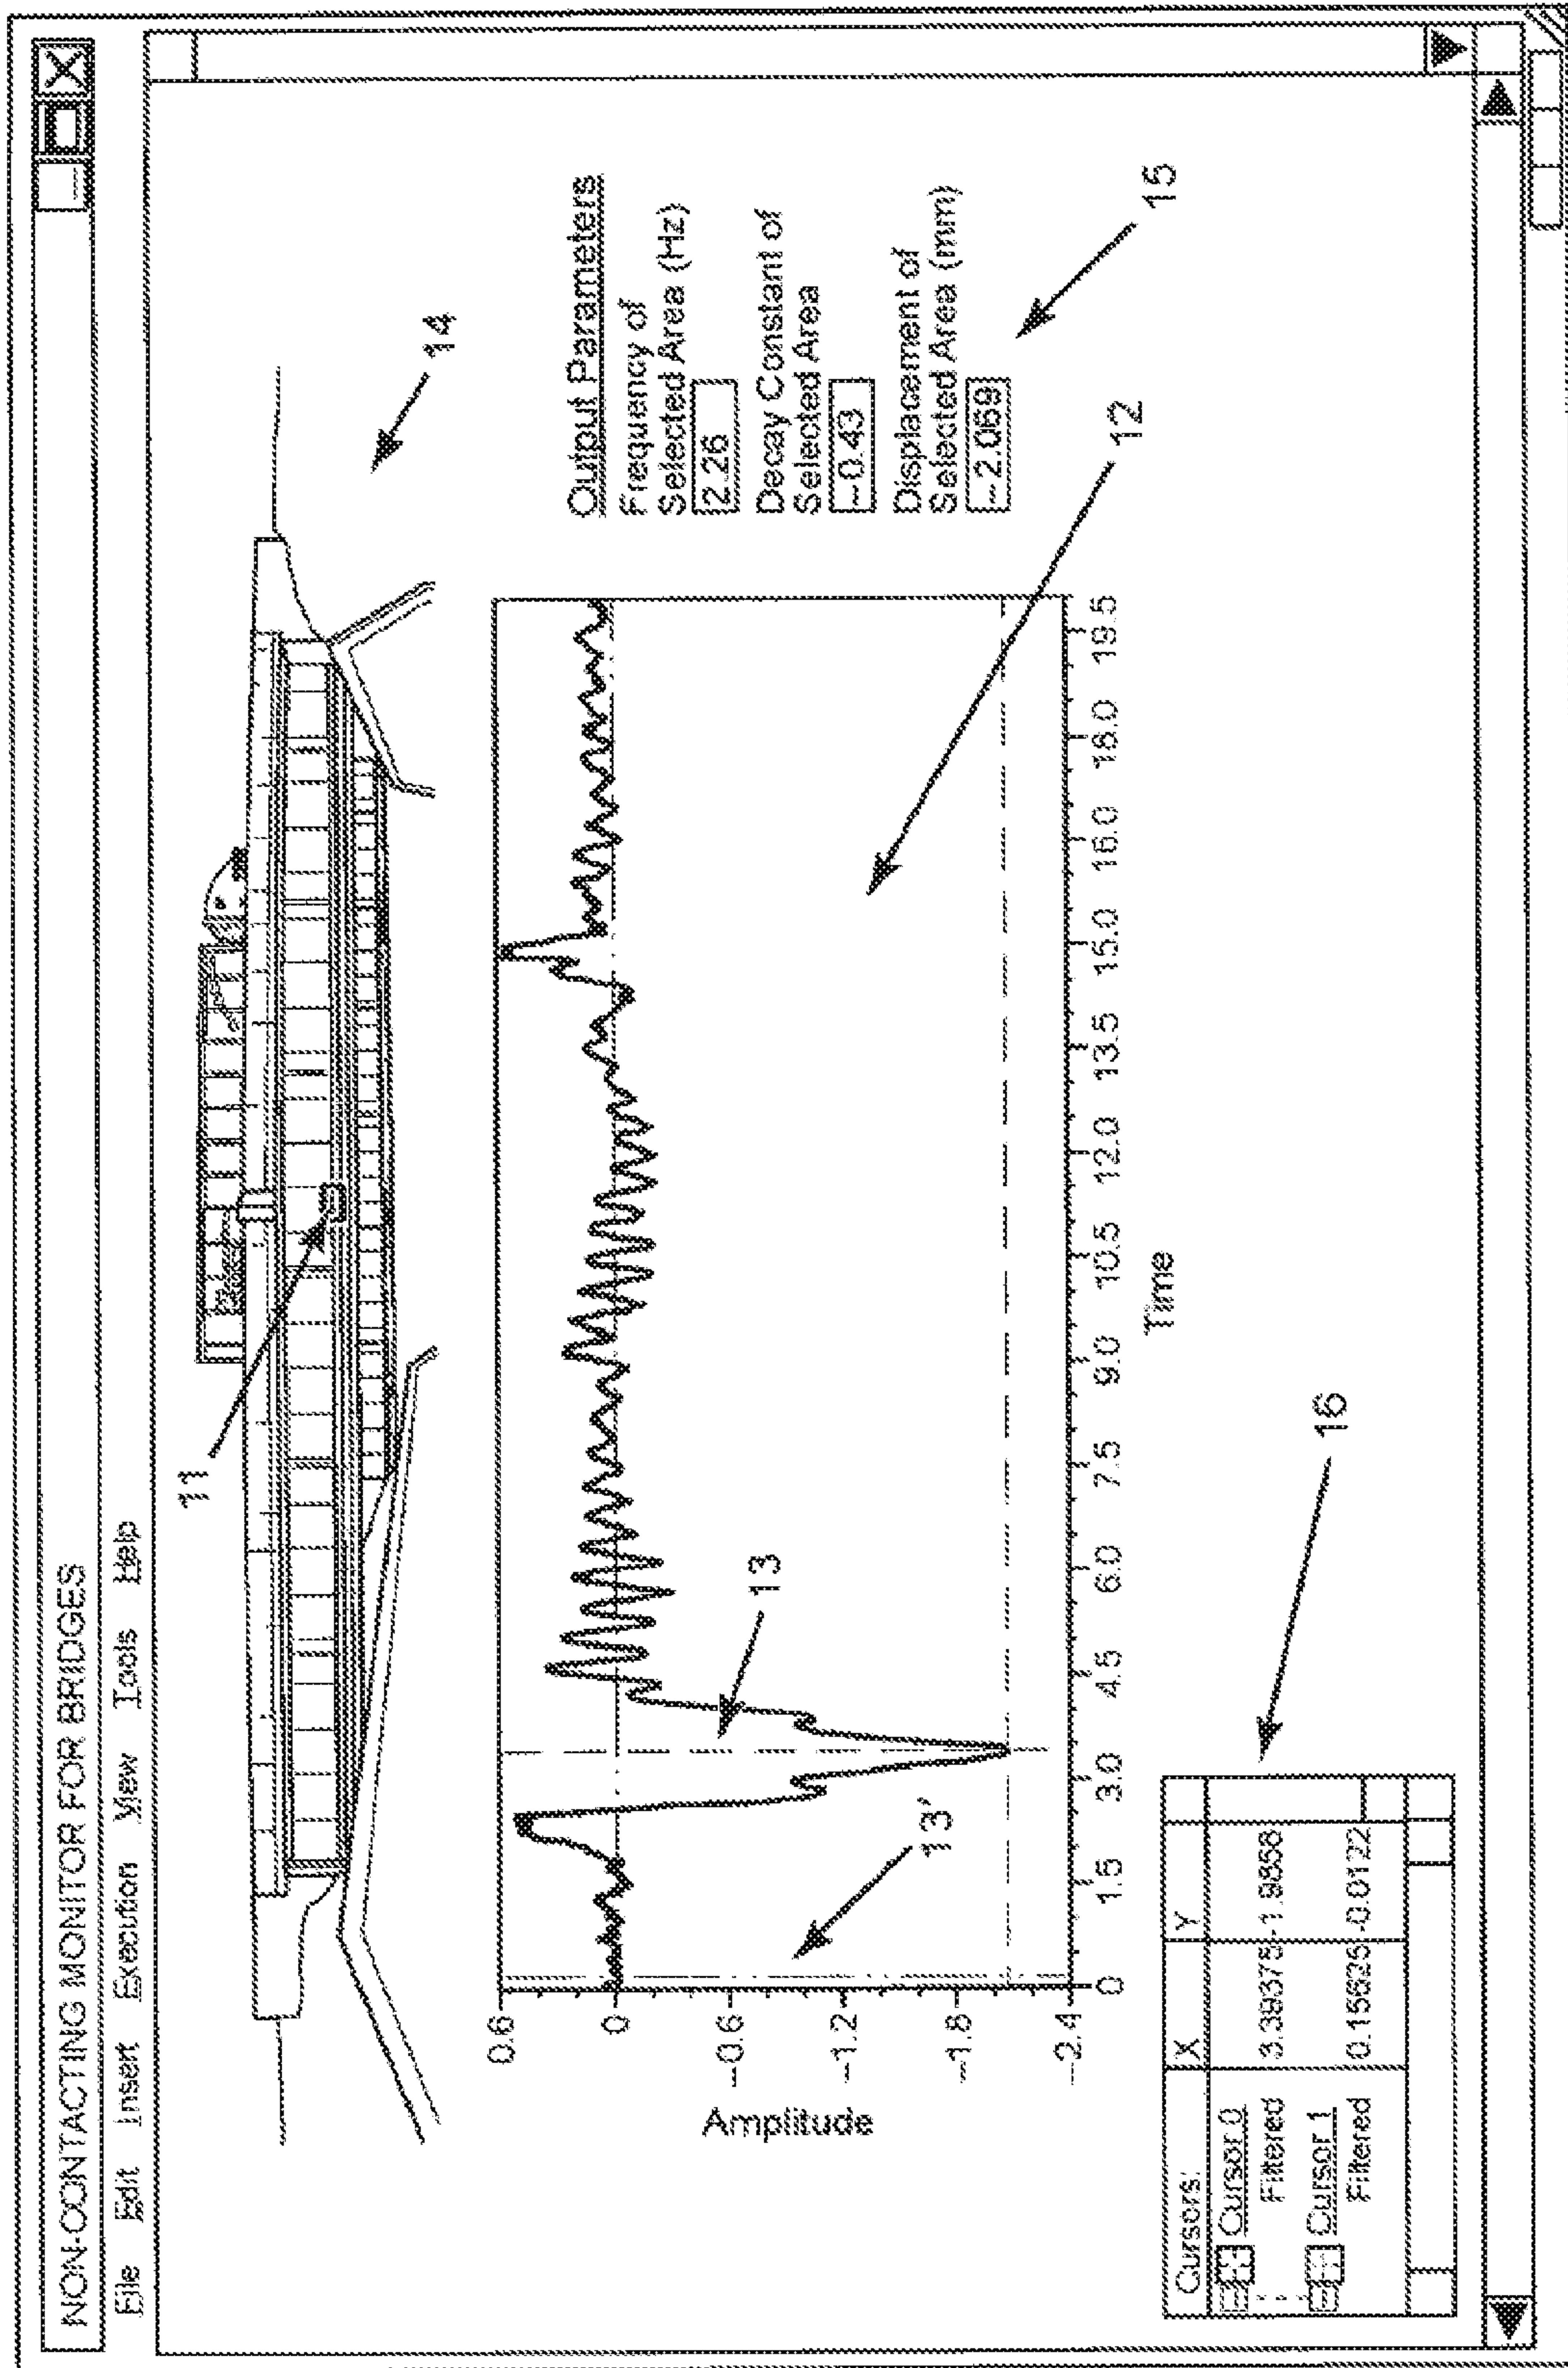 NON-CONTACTING MONITOR FOR BRIDGES
File Edit Insert Execution View Tools Help
11
14
Output Parameters
Frequency of
Selected Area (Hz)
2.26
Decay Constant of
Selected Area
-0.43
Displacement of
Selected Area (mm)
-2.069
15
12
13
13'
0.6
0
-0.6
-1.2
-1.8
-2.4
Amplitude
0 1.5 3.0 4.5 6.0 7.5 9.0 10.5 12.0 13.5 15.0 16.0 18.0 19.5
Time
16
Cursors: X Y
Cursor 0
Filtered 3.39375 -1.9858
Cursor 1
Filtered 0.15625 -0.0122